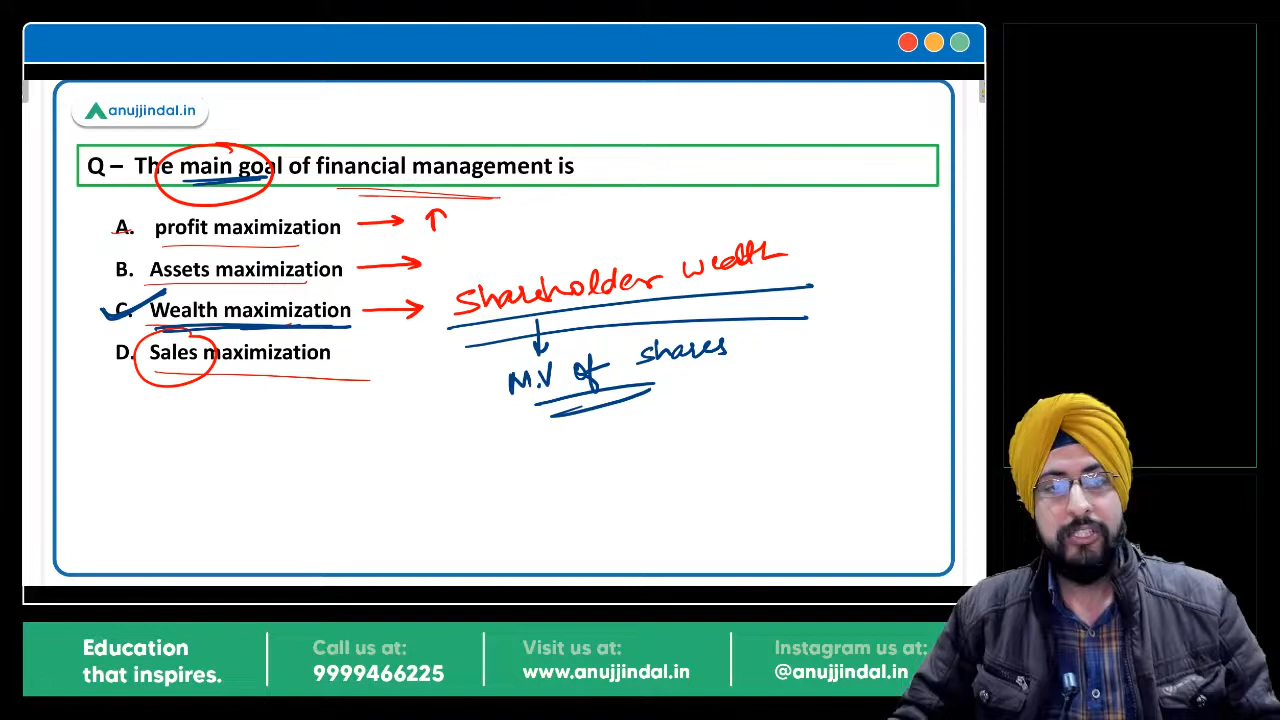 anujjindal.in
Q – The main goal of financial management is
A. profit maximization
B. Assets maximization
C. Wealth maximization
D. Sales maximization
Shareholder wealth
M.V of shares
Education
that inspires.
Call us at:
9999466225
Visit us at:
www.anujjindal.in
Instagram us at:
@anujjindal.in